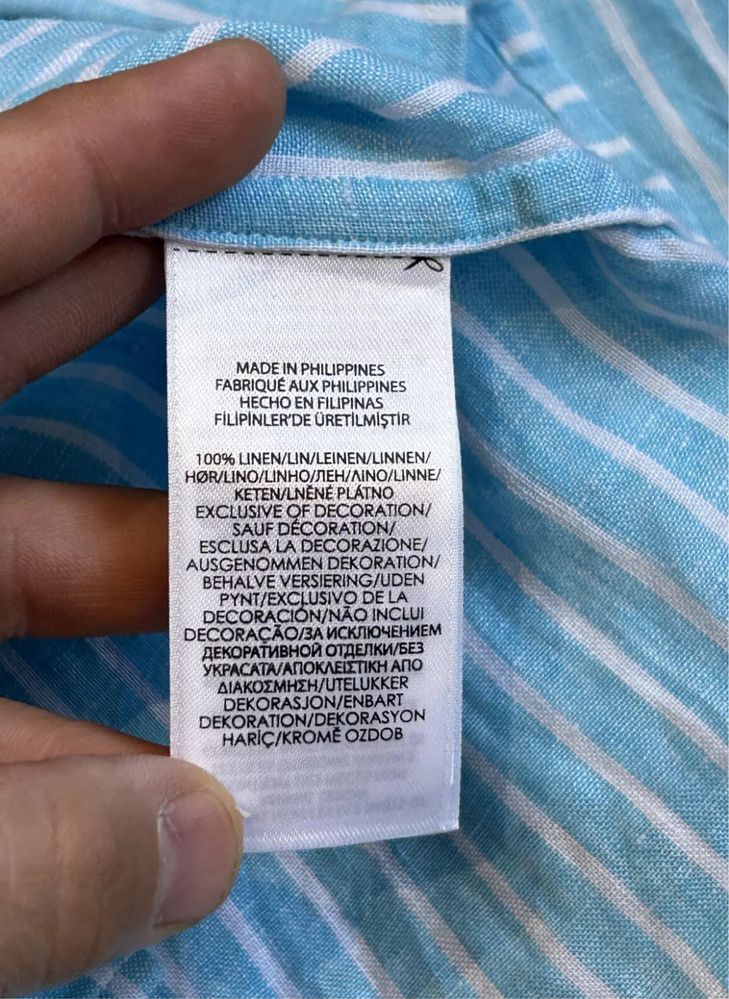 MADE IN PHILIPPINES
FABRIQUÉ AUX PHILIPPINES
HECHO EN FILIPINAS
FİLİPİNLER'DE ÜRETİLMİŞTİR
100% LINEN/LIN/LEINEN/LINNEN/
HØR/LINO/LINHO/ЛЕН/ΛΙΝΟ/LINNE/
KETEN/LNĚNÉ PLÁTNO
EXCLUSIVE OF DECORATION/
SAUF DÉCORATION/
ESCLUSA LA DECORAZIONE/
AUSGENOMMEN DEKORATION/
BEHALVE VERSIERING/UDEN
PYNT/EXCLUSIVO DE LA
DECORACIÓN/NÃO INCLUI
DECORAÇÃO/ЗА ИСКЛЮЧЕНИЕМ
ДЕКОРАТИВНОЙ ОТДЕЛКИ/БЕЗ
УКРАСАТА/ΑΠΟΚΛΕΙΣΤΙΚΗ ΑΠΟ
ΔΙΑΚΟΣΜΗΣΗ/UTELUKKER
DEKORASJON/ENBART
DEKORATION/DEKORASYON
HARİÇ/KROMĚ OZDOB